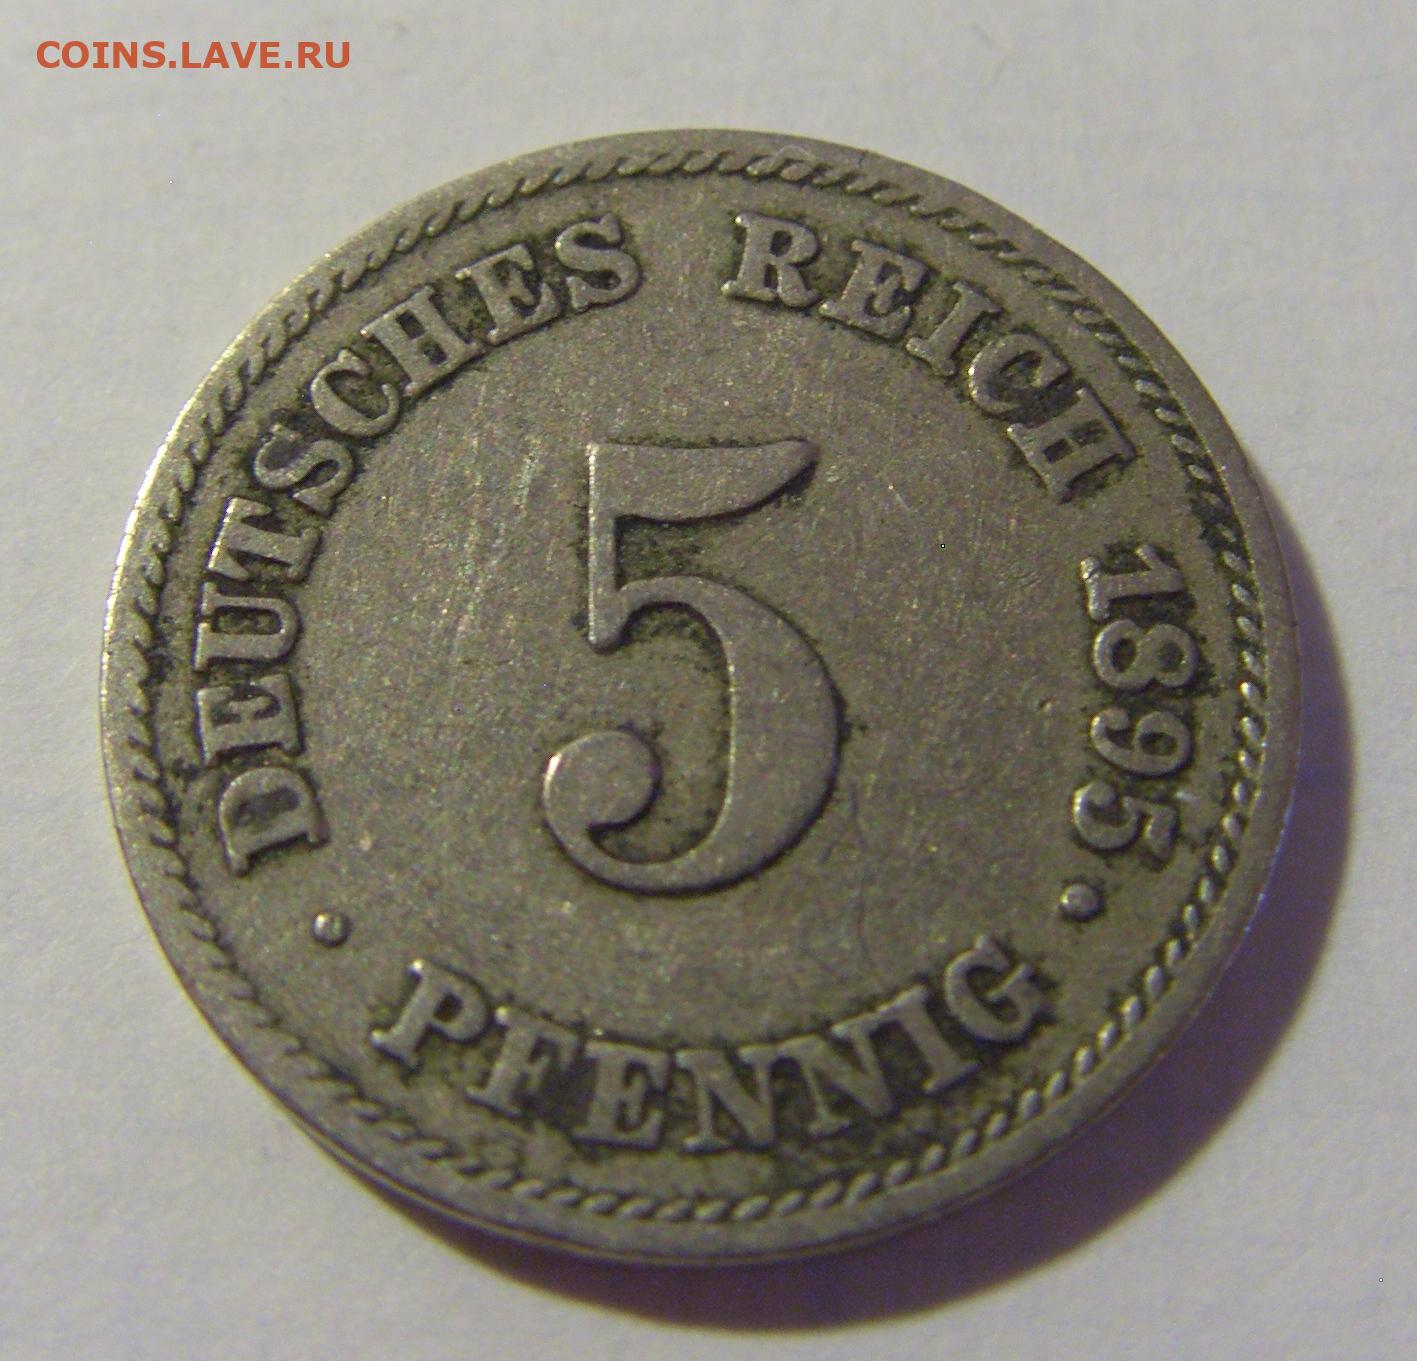 COINS.LAVE.RU
DEUTSCHES REICH 1895.
5
· PFENNIG